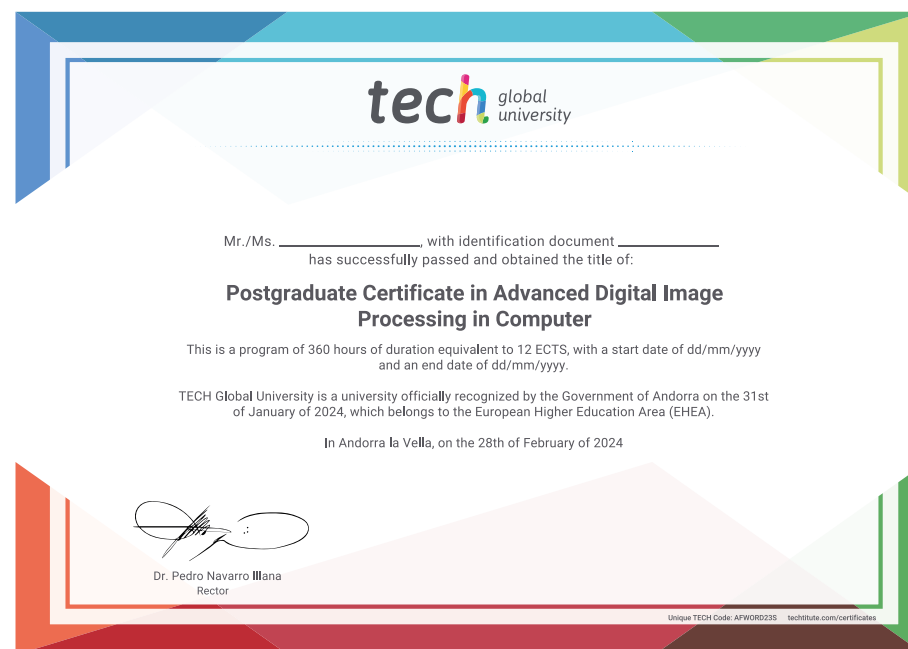 tech global
university
Mr./Ms. ____________________, with identification document ______________
has successfully passed and obtained the title of:
Postgraduate Certificate in Advanced Digital Image
Processing in Computer
This is a program of 360 hours of duration equivalent to 12 ECTS, with a start date of dd/mm/yyyy
and an end date of dd/mm/yyyy.
TECH Global University is a university officially recognized by the Government of Andorra on the 31st
of January of 2024, which belongs to the European Higher Education Area (EHEA).
In Andorra la Vella, on the 28th of February of 2024
Dr. Pedro Navarro Illana
Rector
Unique TECH Code: AFWORD23S techtitute.com/certificates